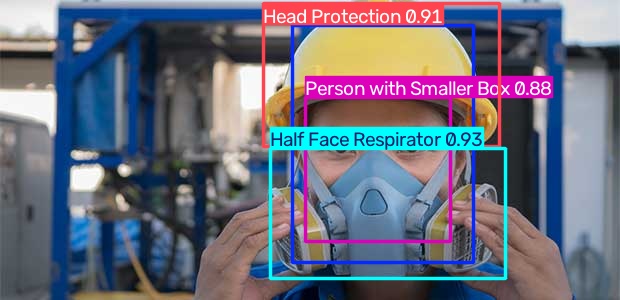 Head Protection 0.91
Person with Smaller Box 0.88
Half Face Respirator 0.93